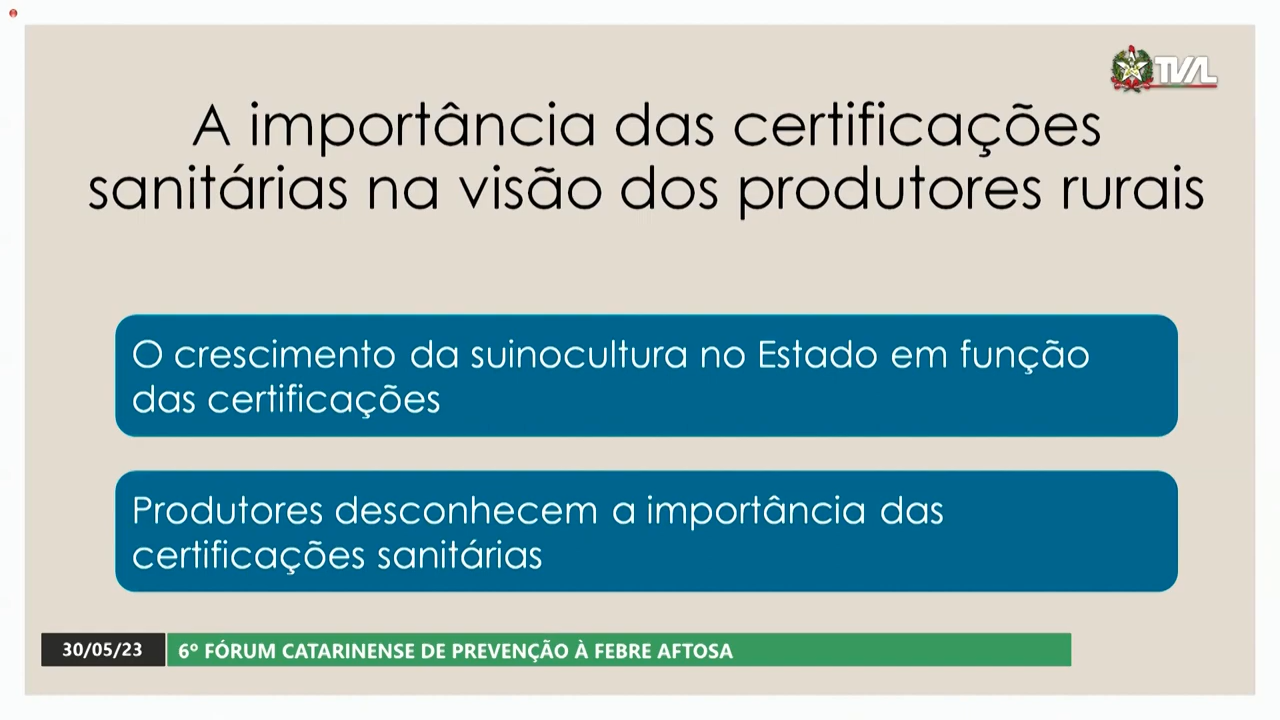 TVAL
A importância das certificações
sanitárias na visão dos produtores rurais
O crescimento da suinocultura no Estado em função
das certificações
Produtores desconhecem a importância das
certificações sanitárias
30/05/23 6º FÓRUM CATARINENSE DE PREVENÇÃO À FEBRE AFTOSA